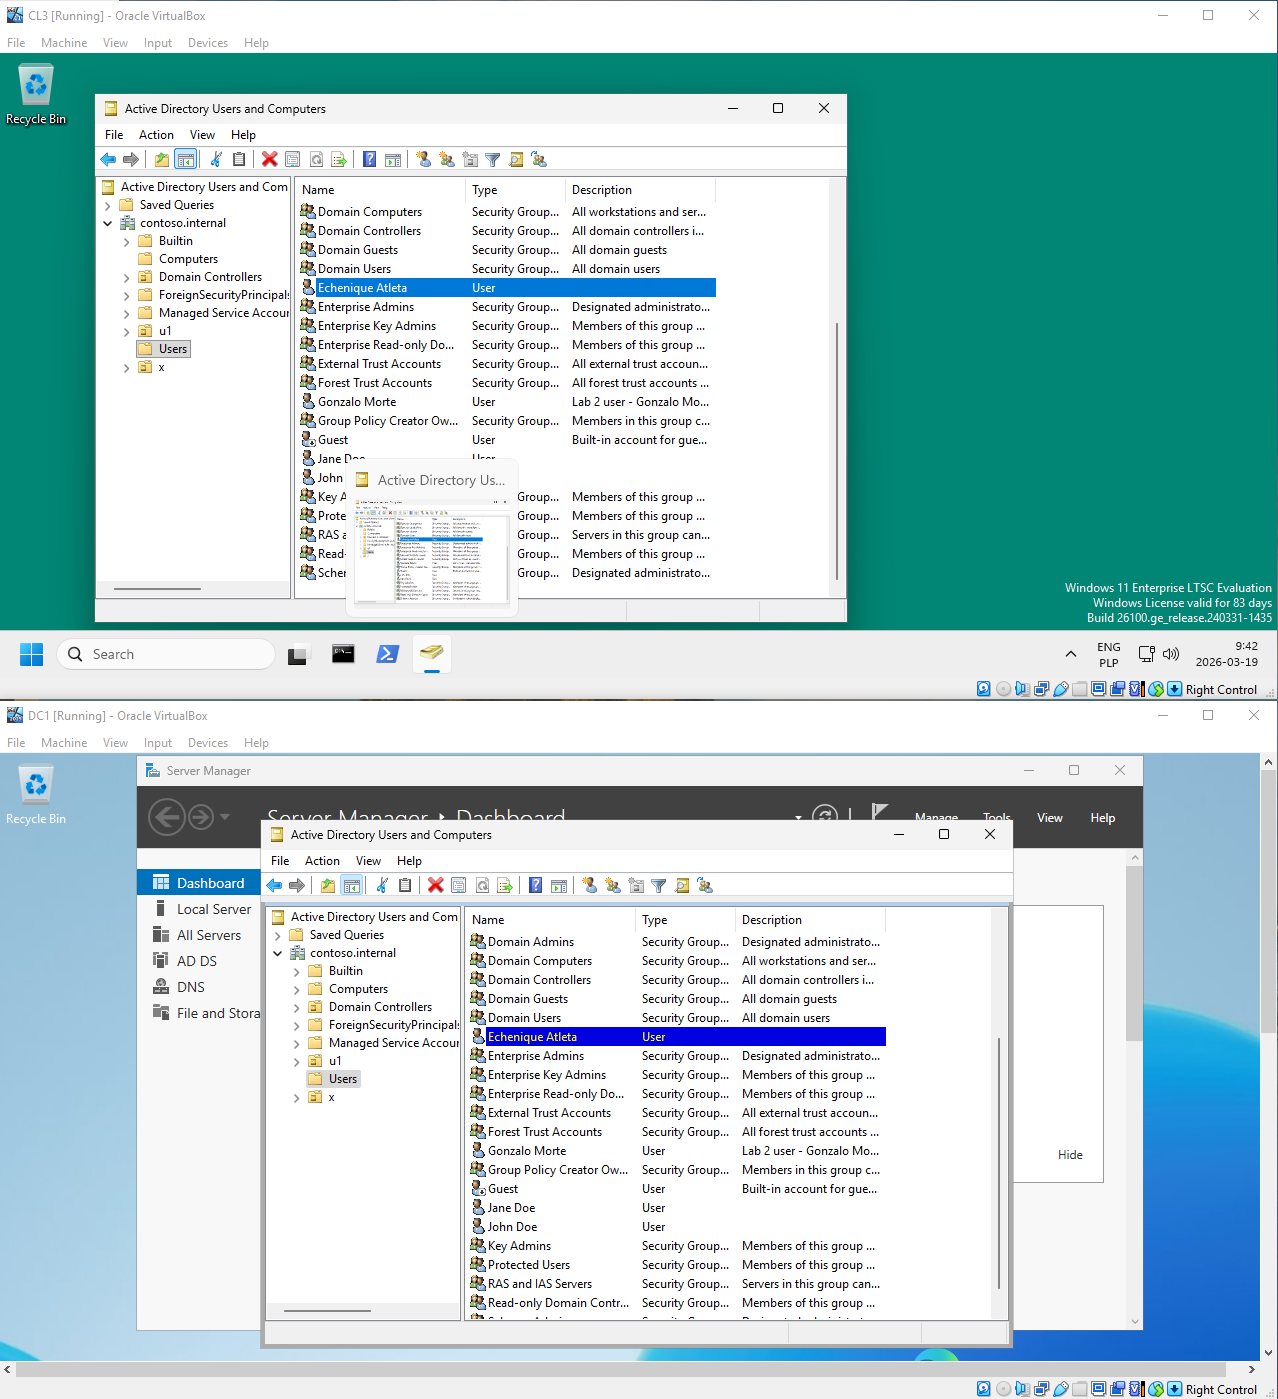 CL3 [Running] - Oracle VirtualBox
File Machine View Input Devices Help
Recycle Bin
Active Directory Users and Computers
File Action View Help
Active Directory Users and Com
Saved Queries
contoso.internal
Builtin
Computers
Domain Controllers
ForeignSecurityPrincipals
Managed Service Accour
u1
Users
x
Name Type Description
Domain Computers Security Group... All workstations and ser...
Domain Controllers Security Group... All domain controllers i...
Domain Guests Security Group... All domain guests
Domain Users Security Group... All domain users
Echenique Atleta User
Enterprise Admins Security Group... Designated administrato...
Enterprise Key Admins Security Group... Members of this group ...
Enterprise Read-only Do... Security Group... Members of this group ...
External Trust Accounts Security Group... All external trust accoun...
Forest Trust Accounts Security Group... All forest trust accounts ...
Gonzalo Morte User Lab 2 user - Gonzalo Mo...
Group Policy Creator Ow... Security Group... Members in this group c...
Guest User Built-in account for gue...
Jane Doe User
John
Key A Group... Members of this group ...
Prote Group... Members of this group ...
RAS a Group... Servers in this group can...
Read- Group... Members of this group ...
Scher Group... Designated administrato...
Active Directory Us...
Windows 11 Enterprise LTSC Evaluation
Windows License valid for 83 days
Build 26100.ge_release.240331-1435
Search
ENG
PLP
9:42
2026-03-19
Right Control
DC1 [Running] - Oracle VirtualBox
File Machine View Input Devices Help
Recycle Bin
Server Manager
Server Manager Dashboard
Manage Tools View Help
Dashboard
Local Server
All Servers
AD DS
DNS
File and Stora
Hide
Active Directory Users and Computers
File Action View Help
Active Directory Users and Com
Saved Queries
contoso.internal
Builtin
Computers
Domain Controllers
ForeignSecurityPrincipals
Managed Service Accour
u1
Users
x
Name Type Description
Domain Admins Security Group... Designated administrato...
Domain Computers Security Group... All workstations and ser...
Domain Controllers Security Group... All domain controllers i...
Domain Guests Security Group... All domain guests
Domain Users Security Group... All domain users
Echenique Atleta User
Enterprise Admins Security Group... Designated administrato...
Enterprise Key Admins Security Group... Members of this group ...
Enterprise Read-only Do... Security Group... Members of this group ...
External Trust Accounts Security Group... All external trust accoun...
Forest Trust Accounts Security Group... All forest trust accounts ...
Gonzalo Morte User Lab 2 user - Gonzalo Mo...
Group Policy Creator Ow... Security Group... Members in this group c...
Guest User Built-in account for gue...
Jane Doe User
John Doe User
Key Admins Security Group... Members of this group ...
Protected Users Security Group... Members of this group ...
RAS and IAS Servers Security Group... Servers in this group can...
Read-only Domain Contr... Security Group... Members of this group ...
Right Control